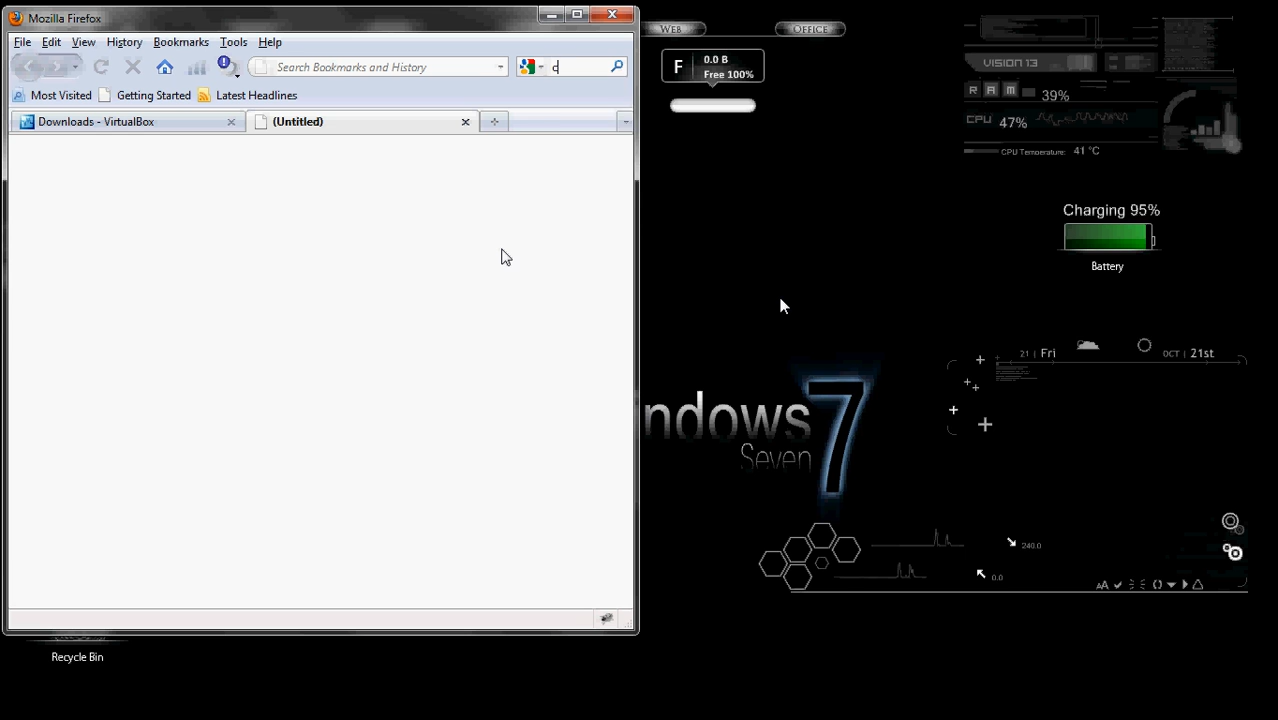 Mozilla Firefox
File Edit View History Bookmarks Tools Help
Search Bookmarks and History
c
Most Visited Getting Started Latest Headlines
Downloads - VirtualBox
(Untitled)
WEB
OFFICE
F
0.0 B
Free 100%
VISION 13
RAM 39%
CPU 47%
CPU Temperature: 41 °C
Charging 95%
Battery
21 | Fri
OCT | 21st
ndows 7
Seven
240.0
0.0
AA
Recycle Bin